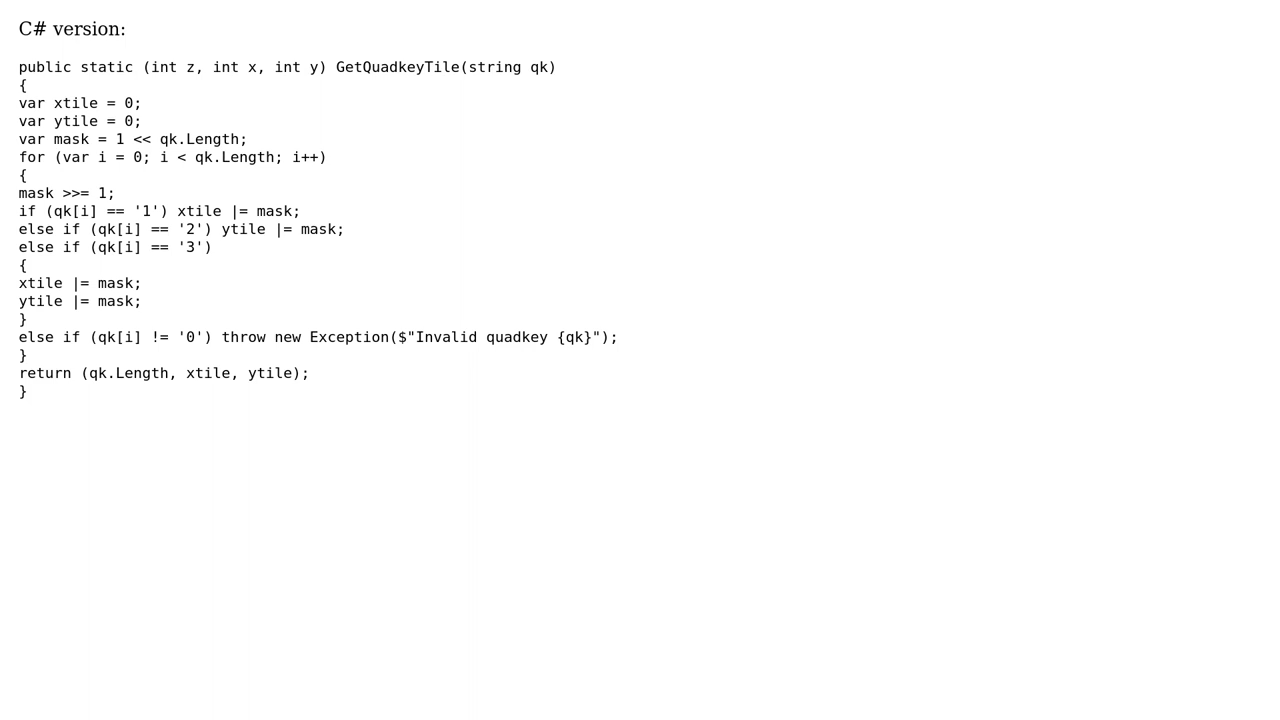 C# version:
public static (int z, int x, int y) GetQuadkeyTile(string qk)
{
var xtile = 0;
var ytile = 0;
var mask = 1 << qk.Length;
for (var i = 0; i < qk.Length; i++)
{
mask >>= 1;
if (qk[i] == '1') xtile |= mask;
else if (qk[i] == '2') ytile |= mask;
else if (qk[i] == '3')
{
xtile |= mask;
ytile |= mask;
}
else if (qk[i] != '0') throw new Exception($"Invalid quadkey {qk}");
}
return (qk.Length, xtile, ytile);
}